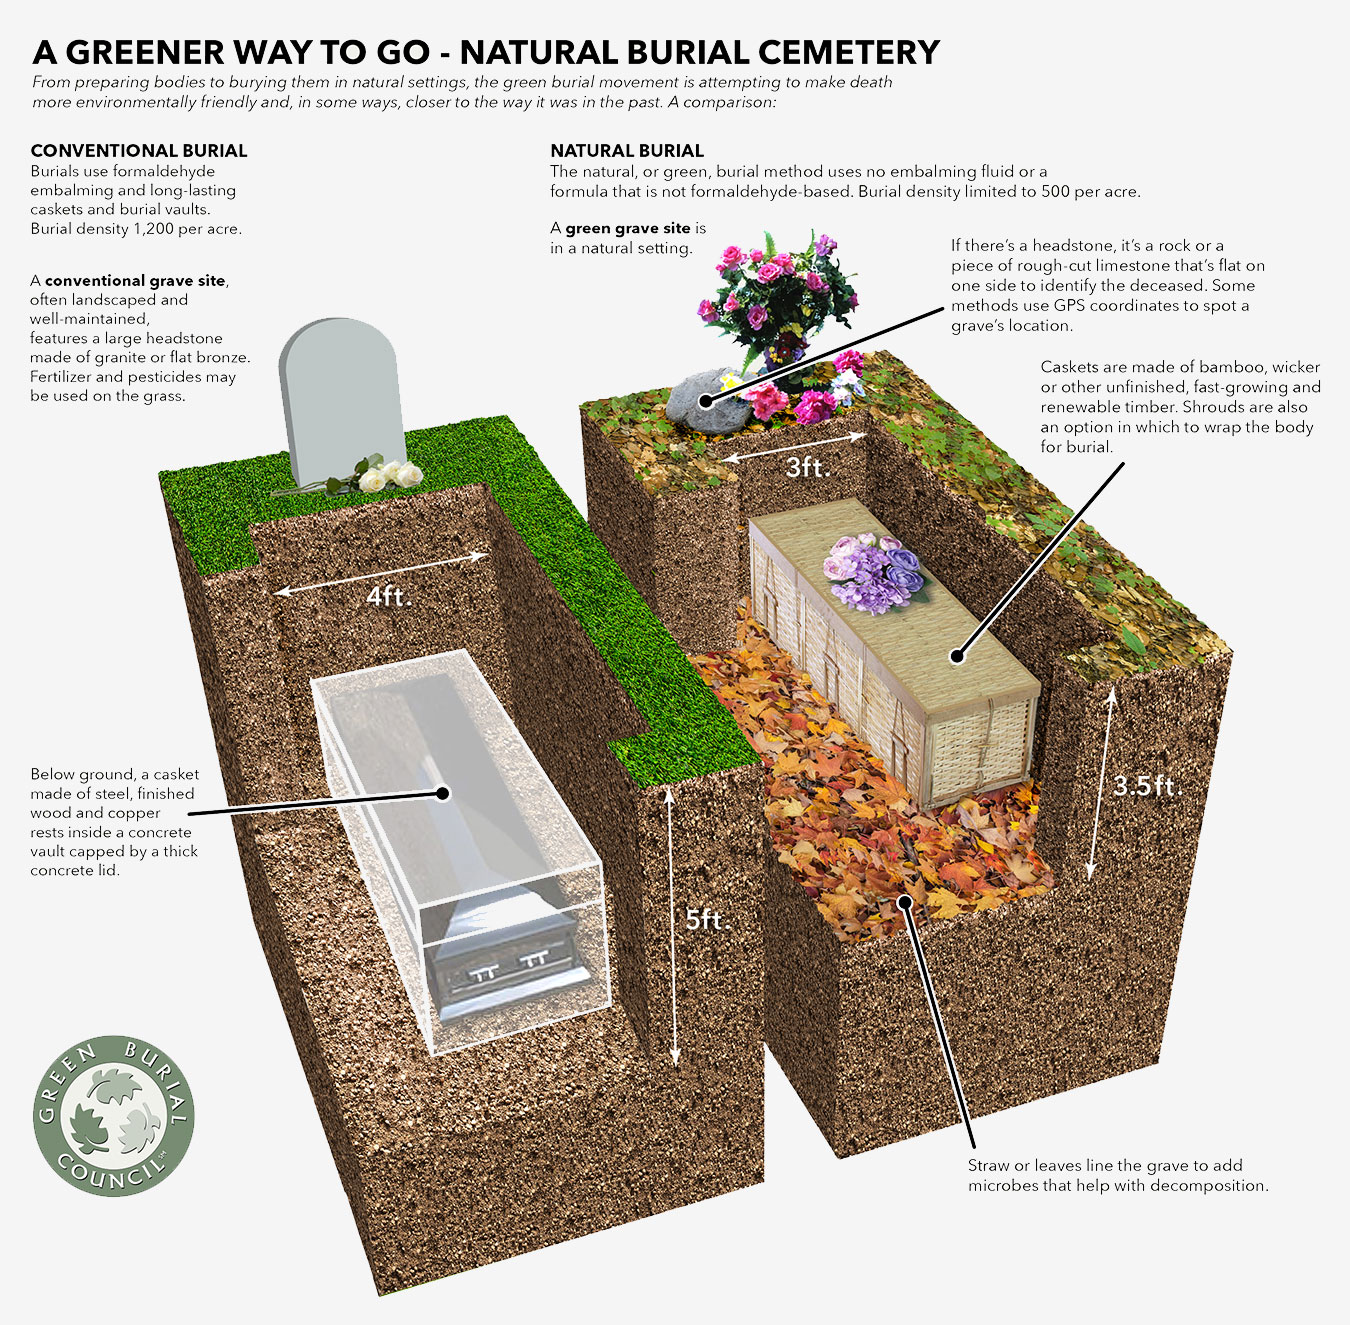 A GREENER WAY TO GO - NATURAL BURIAL CEMETERY
From preparing bodies to burying them in natural settings, the green burial movement is attempting to make death
more environmentally friendly and, in some ways, closer to the way it was in the past. A comparison:
CONVENTIONAL BURIAL
Burials use formaldehyde
embalming and long-lasting
caskets and burial vaults.
Burial density 1,200 per acre.
A conventional grave site,
often landscaped and
well-maintained,
features a large headstone
made of granite or flat bronze.
Fertilizer and pesticides may
be used on the grass.
NATURAL BURIAL
The natural, or green, burial method uses no embalming fluid or a
formula that is not formaldehyde-based. Burial density limited to 500 per acre.
A green grave site is
in a natural setting.
If there's a headstone, it's a rock or a
piece of rough-cut limestone that's flat on
one side to identify the deceased. Some
methods use GPS coordinates to spot a
grave's location.
Caskets are made of bamboo, wicker
or other unfinished, fast-growing and
renewable timber. Shrouds are also
an option in which to wrap the body
for burial.
3ft.
4ft.
3.5ft.
Below ground, a casket
made of steel, finished
wood and copper
rests inside a concrete
vault capped by a thick
concrete lid.
5ft.
GREEN BURIAL
COUNCIL SM
Straw or leaves line the grave to add
microbes that help with decomposition.